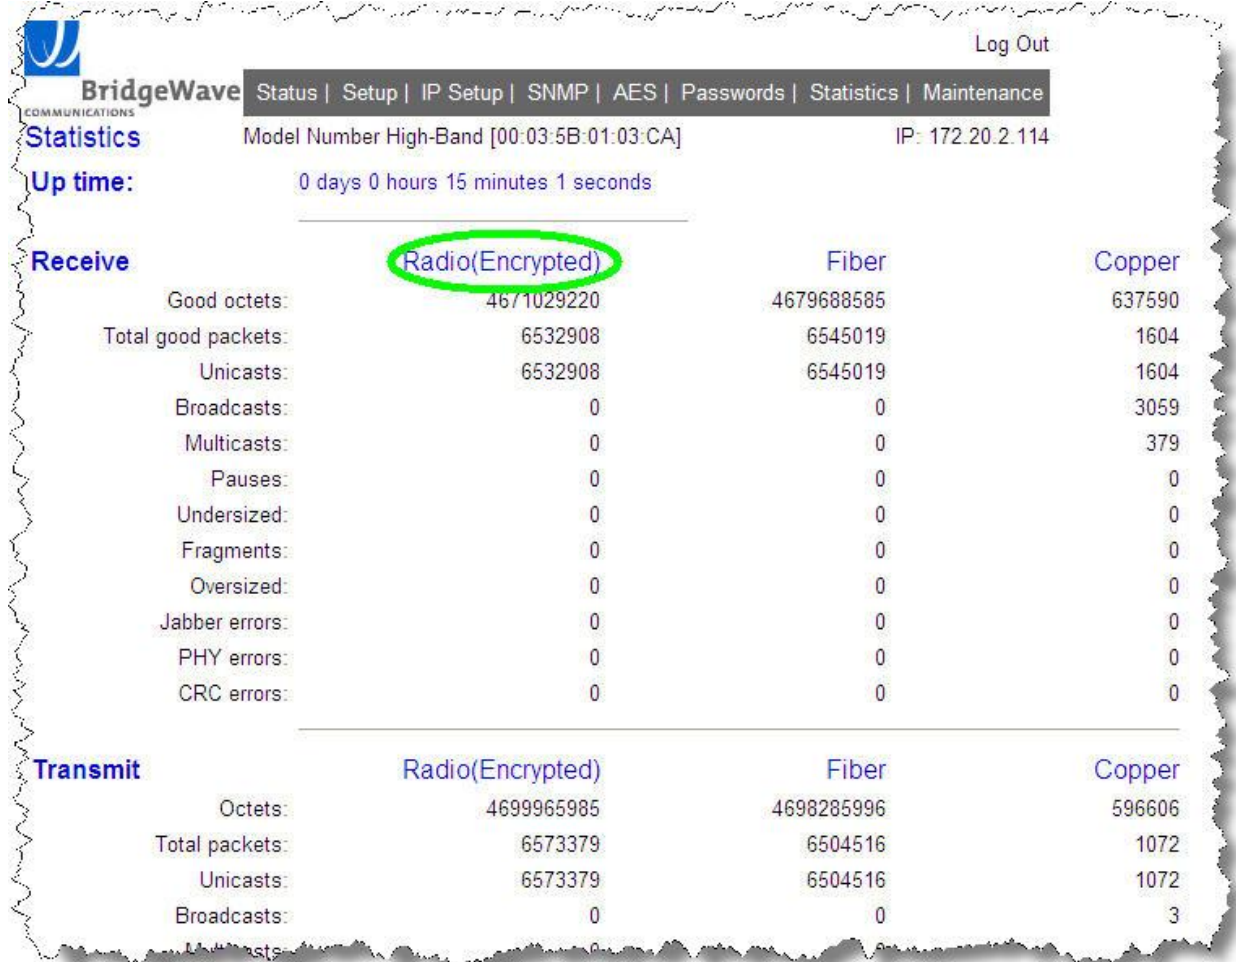 Log Out
BridgeWave Status | Setup | IP Setup | SNMP | AES | Passwords | Statistics | Maintenance
COMMUNICATIONS
Statistics Model Number High-Band [00:03:5B:01:03:CA] IP: 172.20.2.114
Up time: 0 days 0 hours 15 minutes 1 seconds
Receive Radio(Encrypted) Fiber Copper
Good octets: 4671029220 4679688585 637590
Total good packets: 6532908 6545019 1604
Unicasts: 6532908 6545019 1604
Broadcasts: 0 0 3059
Multicasts: 0 0 379
Pauses: 0 0 0
Undersized: 0 0 0
Fragments: 0 0 0
Oversized: 0 0 0
Jabber errors: 0 0 0
PHY errors: 0 0 0
CRC errors: 0 0 0
Transmit Radio(Encrypted) Fiber Copper
Octets: 4699965985 4698285996 596606
Total packets: 6573379 6504516 1072
Unicasts: 6573379 6504516 1072
Broadcasts: 0 0 3